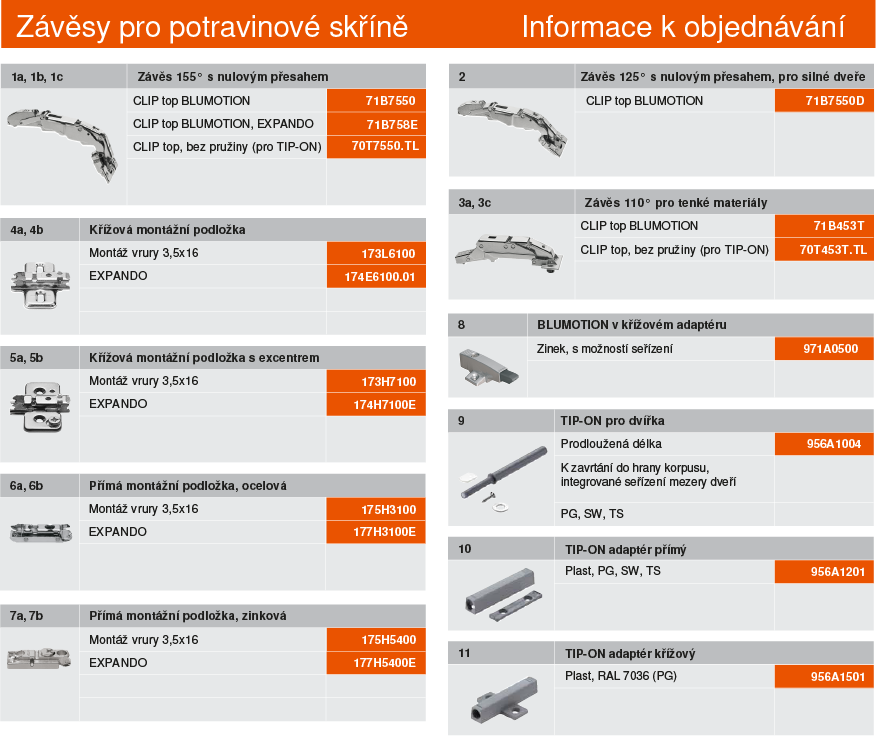 Závěsy pro potravinové skříně
Informace k objednávání
1a, 1b, 1c
Závěs 155° s nulovým přesahem
CLIP top BLUMOTION
71B7550
CLIP top BLUMOTION, EXPANDO
71B758E
CLIP top, bez pružiny (pro TIP-ON)
70T7550.TL
4a, 4b
Křížová montážní podložka
Montáž vrury 3,5x16
173L6100
EXPANDO
174E6100.01
5a, 5b
Křížová montážní podložka s excentrem
Montáž vrury 3,5x16
173H7100
EXPANDO
174H7100E
6a, 6b
Přímá montážní podložka, ocelová
Montáž vrury 3,5x16
175H3100
EXPANDO
177H3100E
7a, 7b
Přímá montážní podložka, zinková
Montáž vrury 3,5x16
175H5400
EXPANDO
177H5400E
2
Závěs 125° s nulovým přesahem, pro silné dveře
CLIP top BLUMOTION
71B7550D
3a, 3c
Závěs 110° pro tenké materiály
CLIP top BLUMOTION
71B453T
CLIP top, bez pružiny (pro TIP-ON)
70T453T.TL
8
BLUMOTION v křížovém adaptéru
Zinek, s možností seřízení
971A0500
9
TIP-ON pro dvířka
Prodloužená délka
956A1004
K zavrtání do hrany korpusu,
integrované seřízení mezery dveří
PG, SW, TS
10
TIP-ON adaptér přímý
Plast, PG, SW, TS
956A1201
11
TIP-ON adaptér křížový
Plast, RAL 7036 (PG)
956A1501